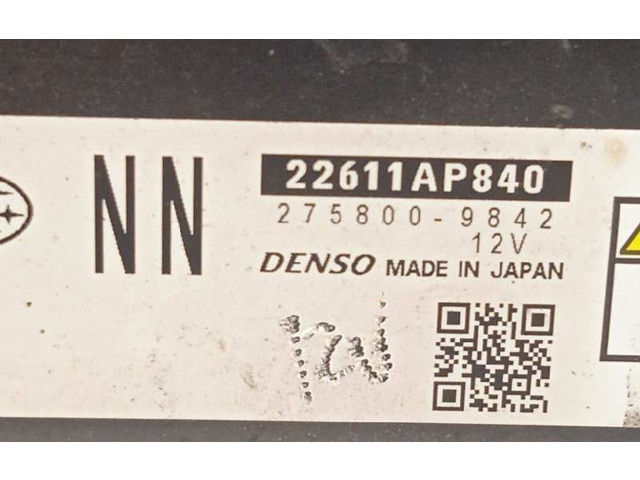 NN
22611AP840
275800-9842
12V
DENSO MADE IN JAPAN